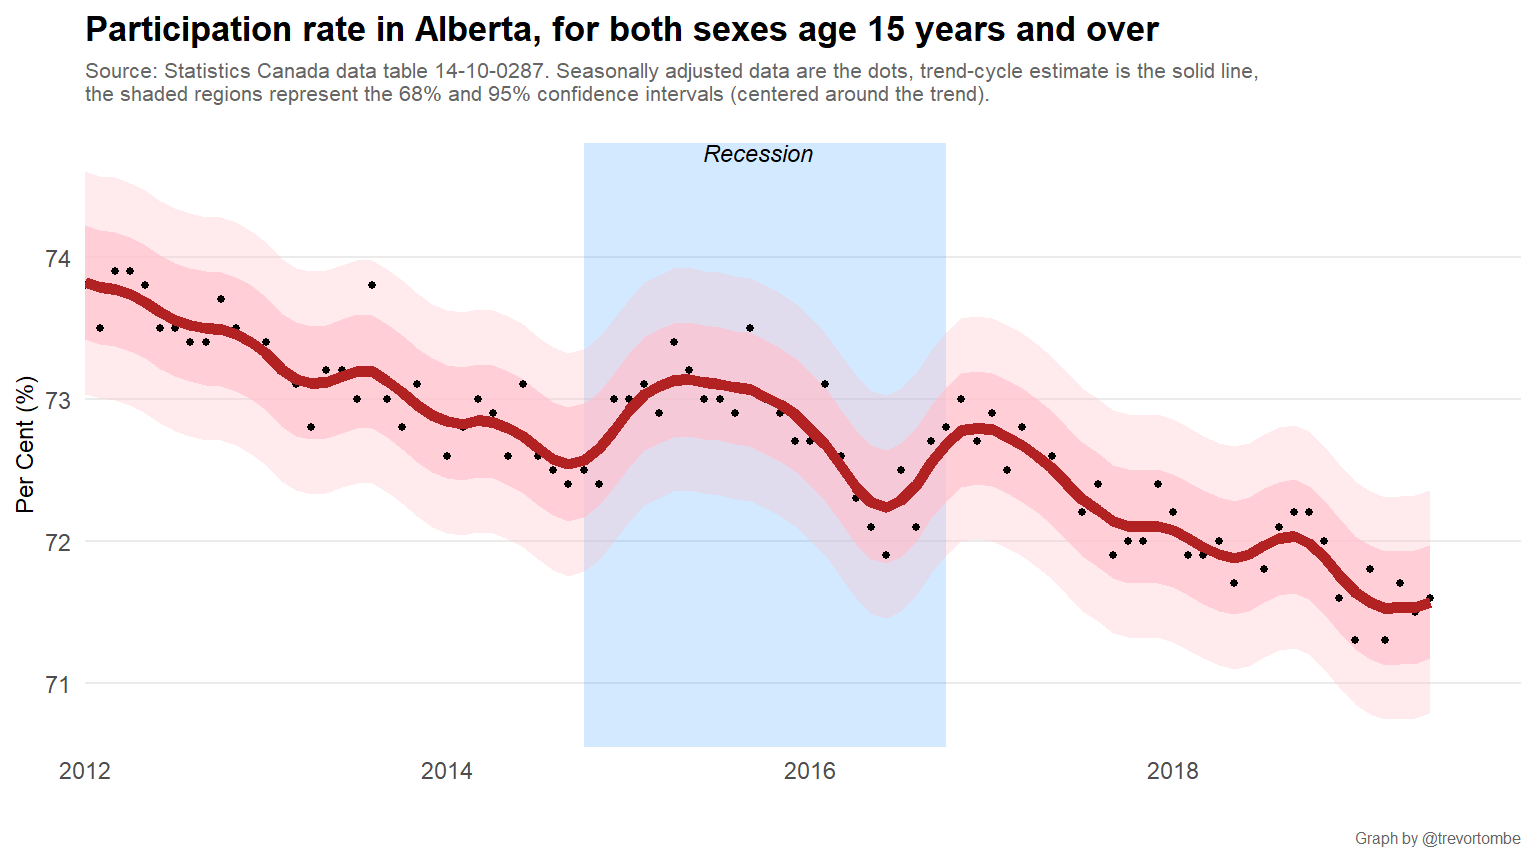 Participation rate in Alberta, for both sexes age 15 years and over
Source: Statistics Canada data table 14-10-0287. Seasonally adjusted data are the dots, trend-cycle estimate is the solid line,
the shaded regions represent the 68% and 95% confidence intervals (centered around the trend).
Recession
74
73
72
71
Per Cent (%)
2012 2014 2016 2018
Graph by @trevortombe